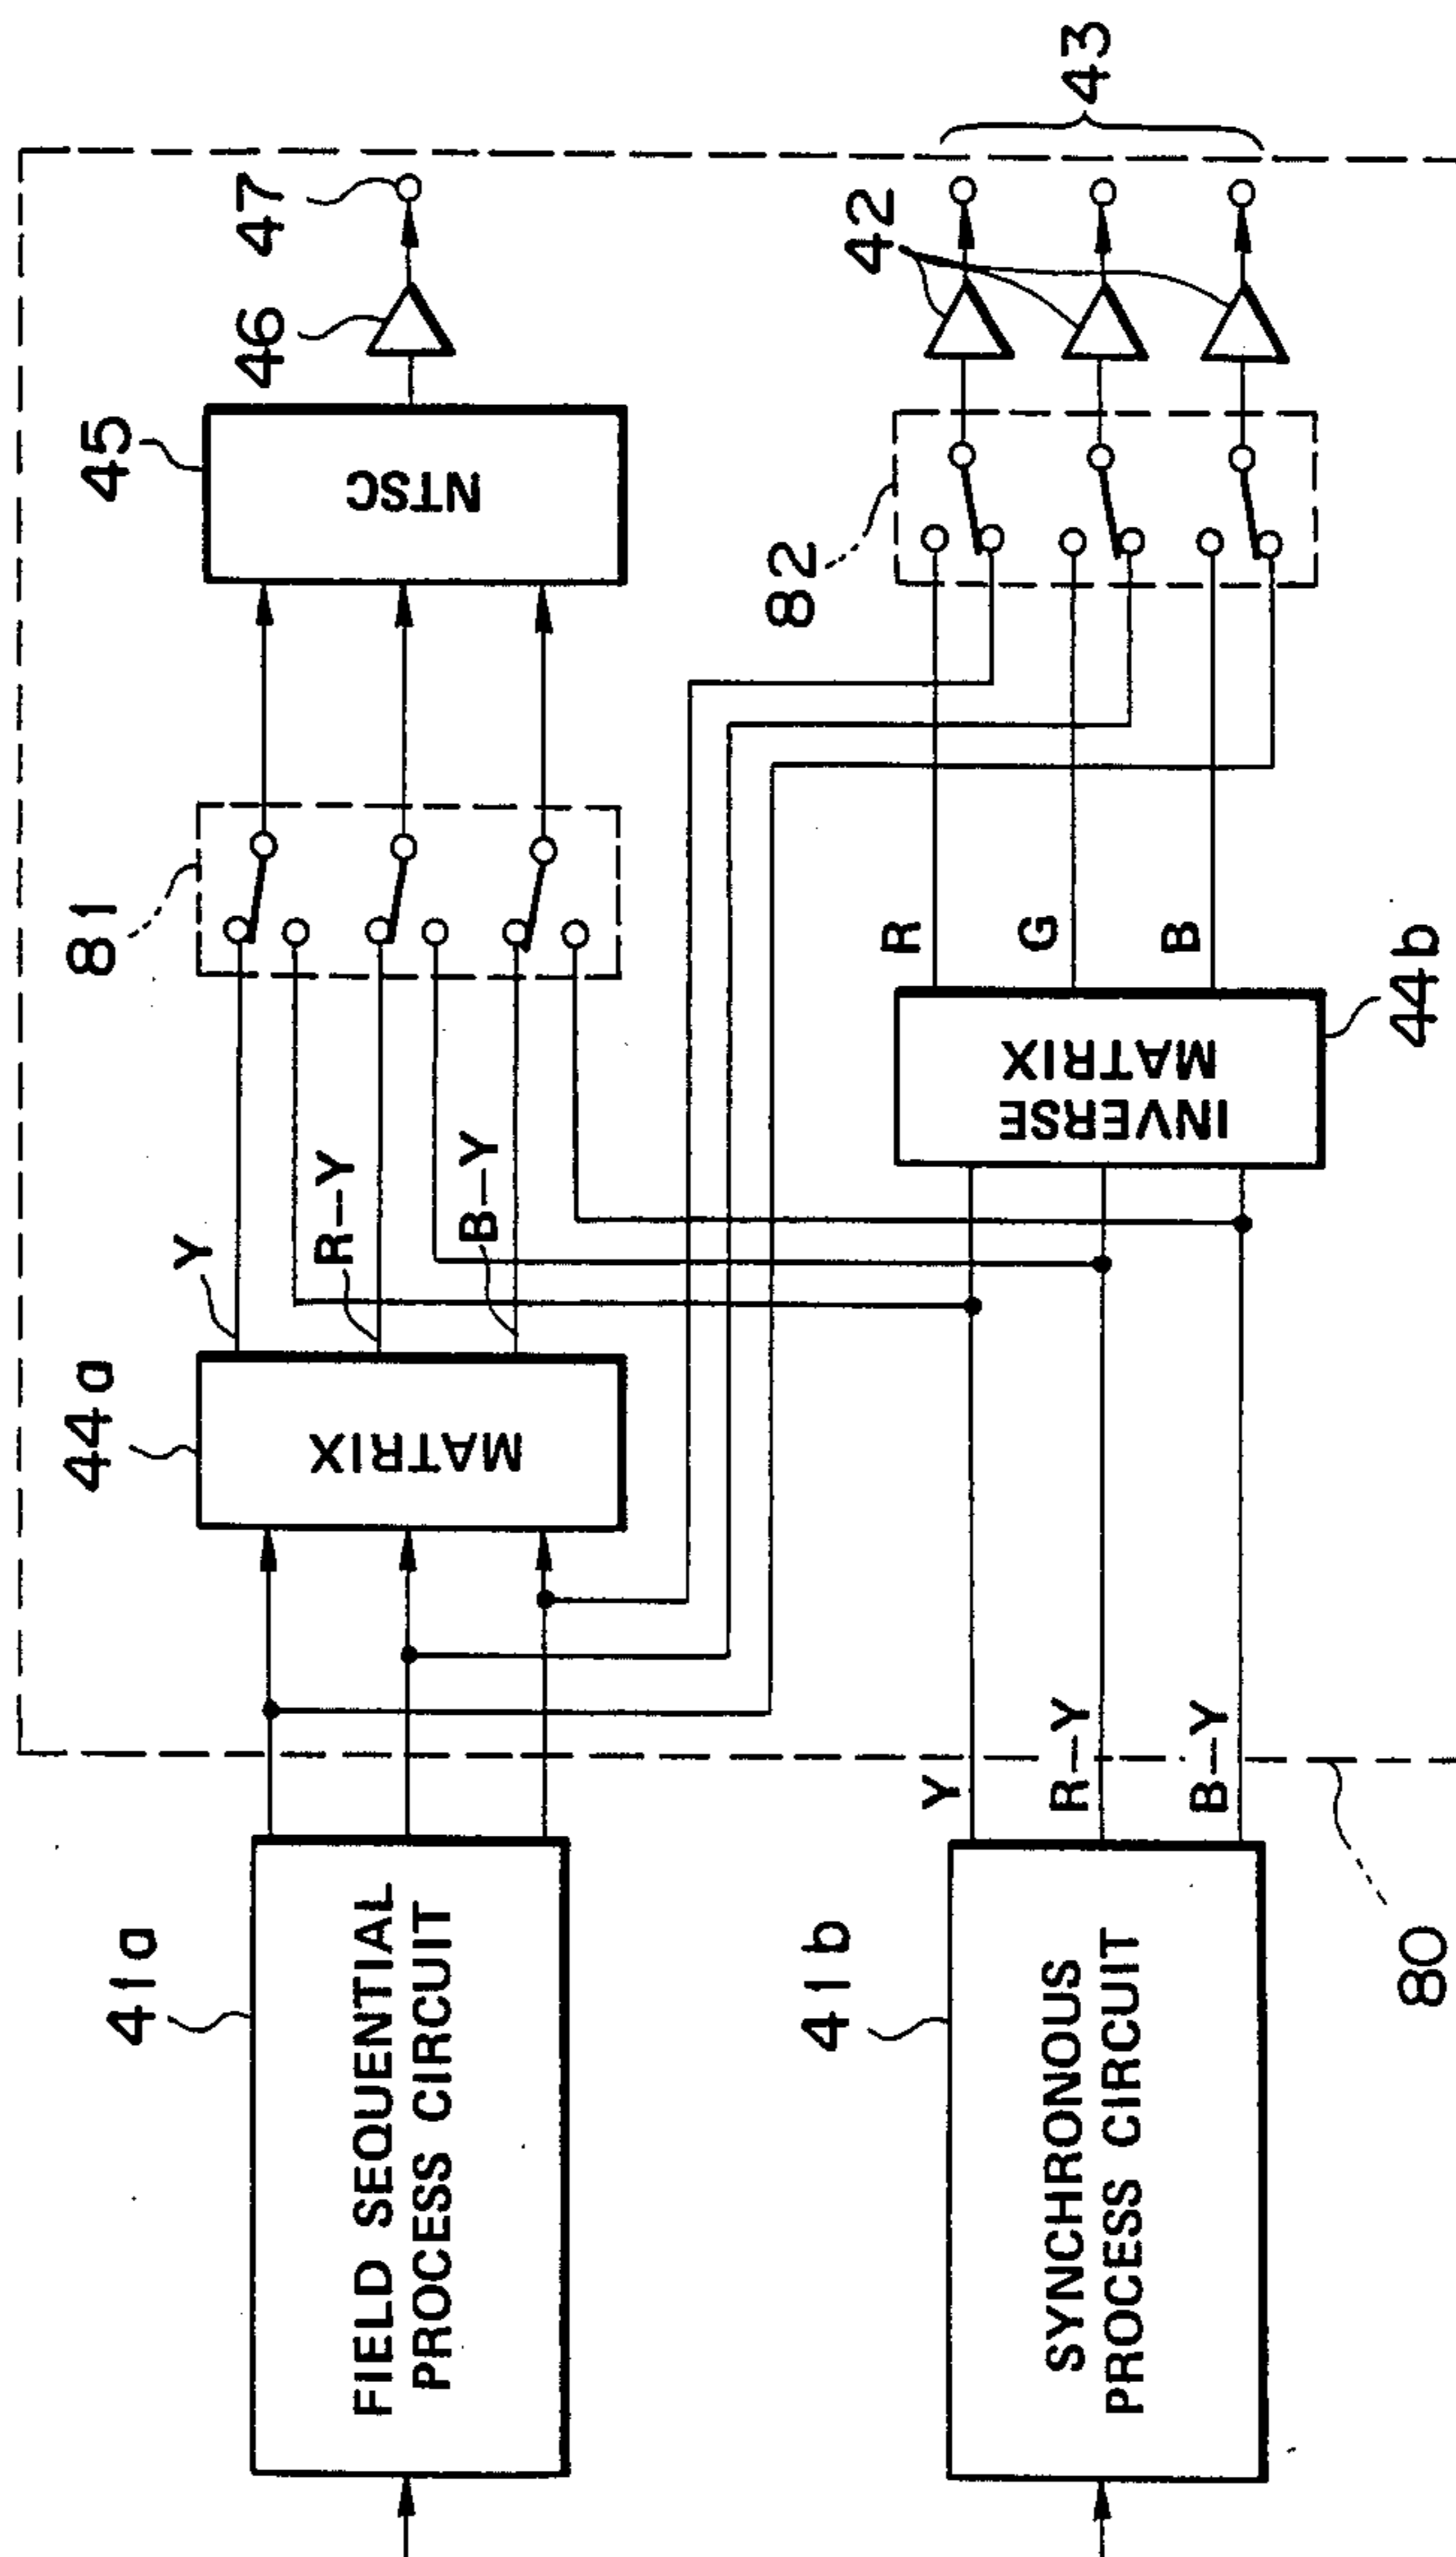 41a
FIELD SEQUENTIAL
PROCESS CIRCUIT
44a
MATRIX
Y
R-Y
B-Y
81
45
NTSC
46
47
41b
SYNCHRONOUS
PROCESS CIRCUIT
Y
R-Y
B-Y
80
INVERSE
MATRIX
44b
R
G
B
82
42
43